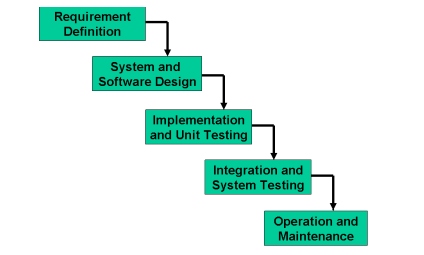 Requirement
Definition
System and
Software Design
Implementation
and Unit Testing
Integration and
System Testing
Operation and
Maintenance